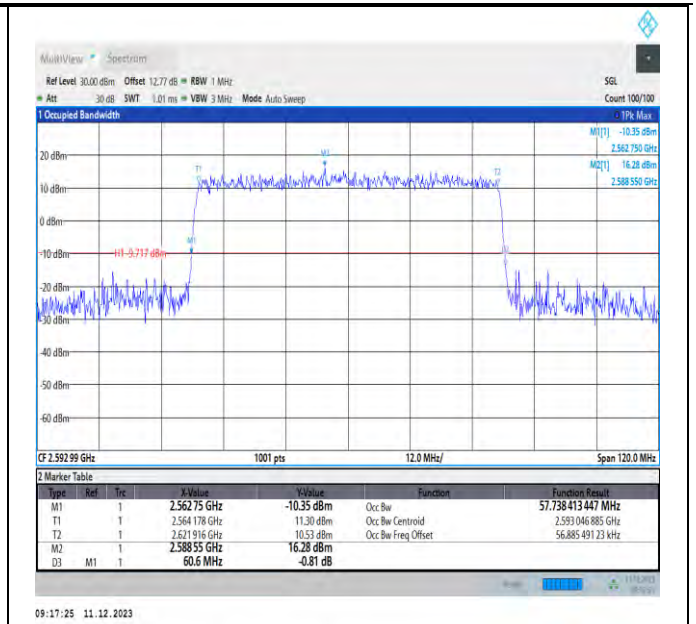 MultiView Spectrum
Ref Level 30.00 dBm Offset 12.77 dB RBW 1 MHz SGL
Att 30 dB SWT 1.01 ms VBW 3 MHz Mode Auto Sweep Count 100/100
1 Occupied Bandwidth 1Pk Max
M1[1] -10.35 dBm
2.562 750 GHz
M2[1] 16.28 dBm
2.588 550 GHz
20 dBm
10 dBm
0 dBm
-10 dBm
-20 dBm
-30 dBm
-40 dBm
-50 dBm
-60 dBm
H1 -9.717 dBm
T1
T2
M1
CF 2.592 99 GHz 1001 pts 12.0 MHz/ Span 120.0 MHz
2 Marker Table
Type Ref Trc X-Value Y-Value Function Function Result
M1 1 2.562 75 GHz -10.35 dBm Occ Bw 57.738 413 447 MHz
T1 1 2.564 178 GHz 11.30 dBm Occ Bw Centroid 2.593 046 885 GHz
T2 1 2.621 916 GHz 10.53 dBm Occ Bw Freq Offset 56.885 491 23 kHz
M2 1 2.588 55 GHz 16.28 dBm
D3 M1 1 60.6 MHz -0.81 dB
09:17:25 11.12.2023